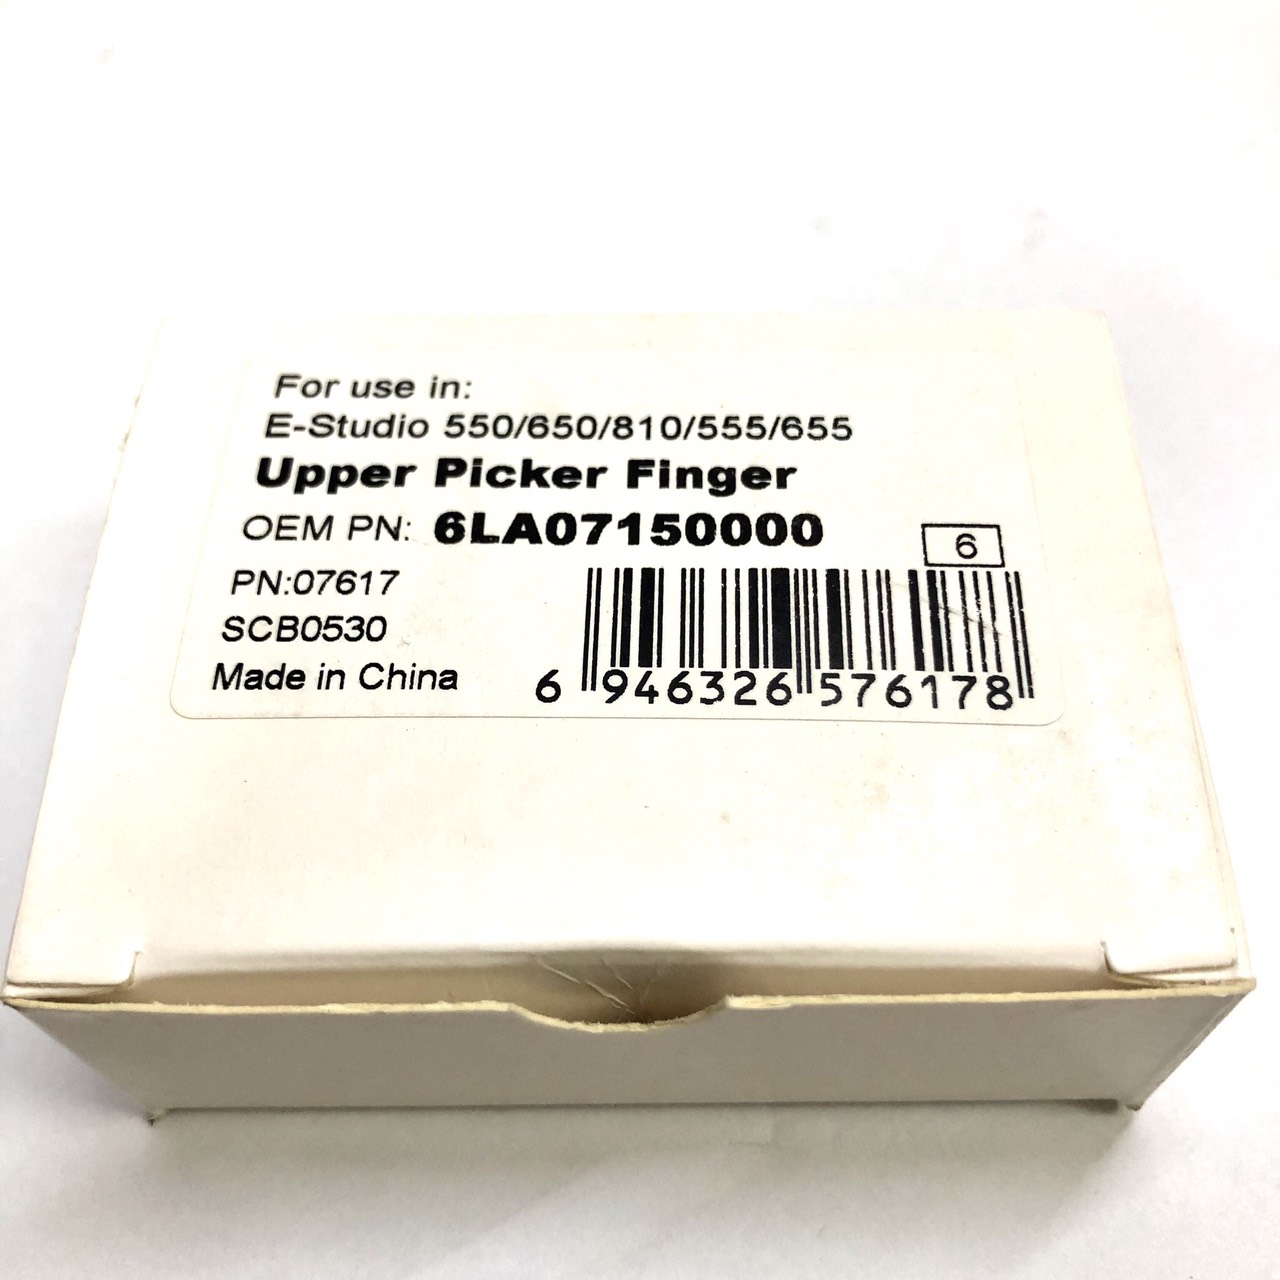 For use in:
E-Studio 550/650/810/555/655
Upper Picker Finger
OEM PN: 6LA07150000
6
PN:07617
SCB0530
Made in China
6 946326 576178